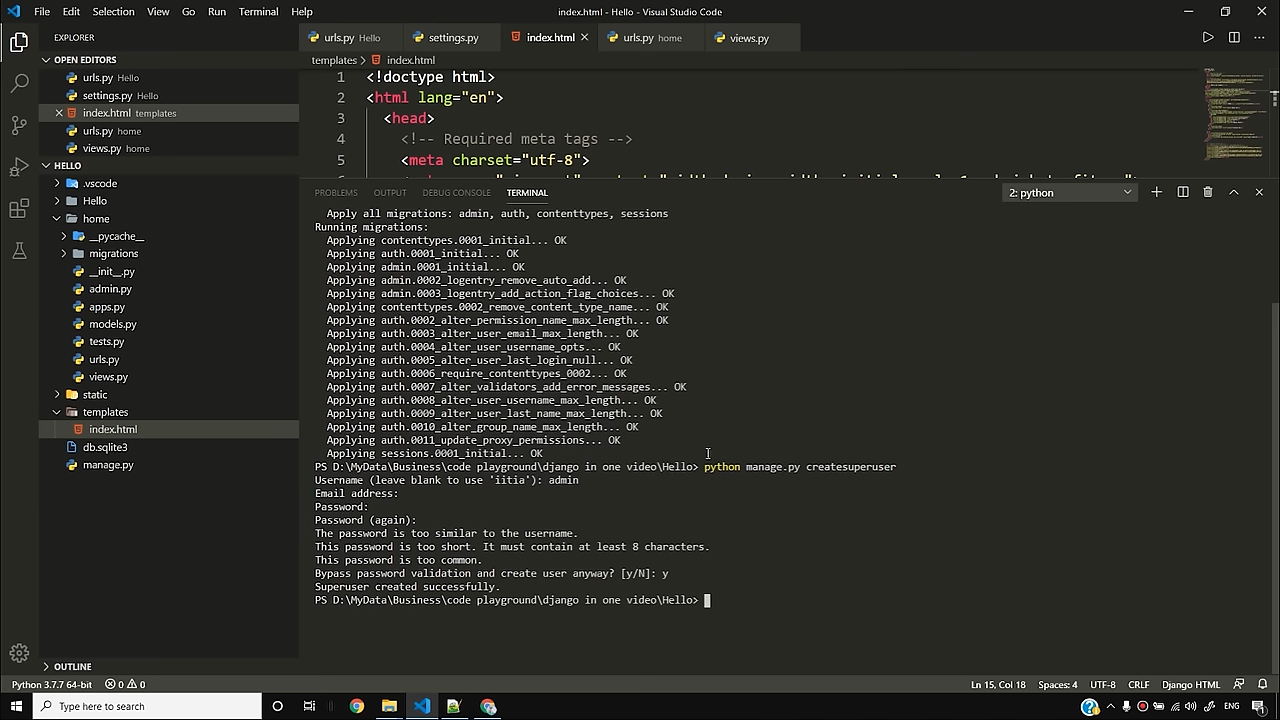 File Edit Selection View Go Run Terminal Help index.html - Hello - Visual Studio Code
EXPLORER
OPEN EDITORS
urls.py Hello
settings.py Hello
index.html templates
urls.py home
views.py home
HELLO
.vscode
Hello
home
__pycache__
migrations
__init__.py
admin.py
apps.py
models.py
tests.py
urls.py
views.py
static
templates
index.html
db.sqlite3
manage.py
OUTLINE
urls.py Hello settings.py index.html urls.py home views.py
templates > index.html
1 <!doctype html>
2 <html lang="en">
3 <head>
4 <!-- Required meta tags -->
5 <meta charset="utf-8">
PROBLEMS OUTPUT DEBUG CONSOLE TERMINAL 2: python
Apply all migrations: admin, auth, contenttypes, sessions
Running migrations:
Applying contenttypes.0001_initial... OK
Applying auth.0001_initial... OK
Applying admin.0001_initial... OK
Applying admin.0002_logentry_remove_auto_add... OK
Applying admin.0003_logentry_add_action_flag_choices... OK
Applying contenttypes.0002_remove_content_type_name... OK
Applying auth.0002_alter_permission_name_max_length... OK
Applying auth.0003_alter_user_email_max_length... OK
Applying auth.0004_alter_user_username_opts... OK
Applying auth.0005_alter_user_last_login_null... OK
Applying auth.0006_require_contenttypes_0002... OK
Applying auth.0007_alter_validators_add_error_messages... OK
Applying auth.0008_alter_user_username_max_length... OK
Applying auth.0009_alter_user_last_name_max_length... OK
Applying auth.0010_alter_group_name_max_length... OK
Applying auth.0011_update_proxy_permissions... OK
Applying sessions.0001_initial... OK
PS D:\MyData\Business\code playground\django in one video\Hello> python manage.py createsuperuser
Username (leave blank to use 'iitia'): admin
Email address:
Password:
Password (again):
The password is too similar to the username.
This password is too short. It must contain at least 8 characters.
This password is too common.
Bypass password validation and create user anyway? [y/N]: y
Superuser created successfully.
PS D:\MyData\Business\code playground\django in one video\Hello>
Python 3.7.7 64-bit 0 0 Ln 15, Col 18 Spaces: 4 UTF-8 CRLF Django HTML
Type here to search ENG